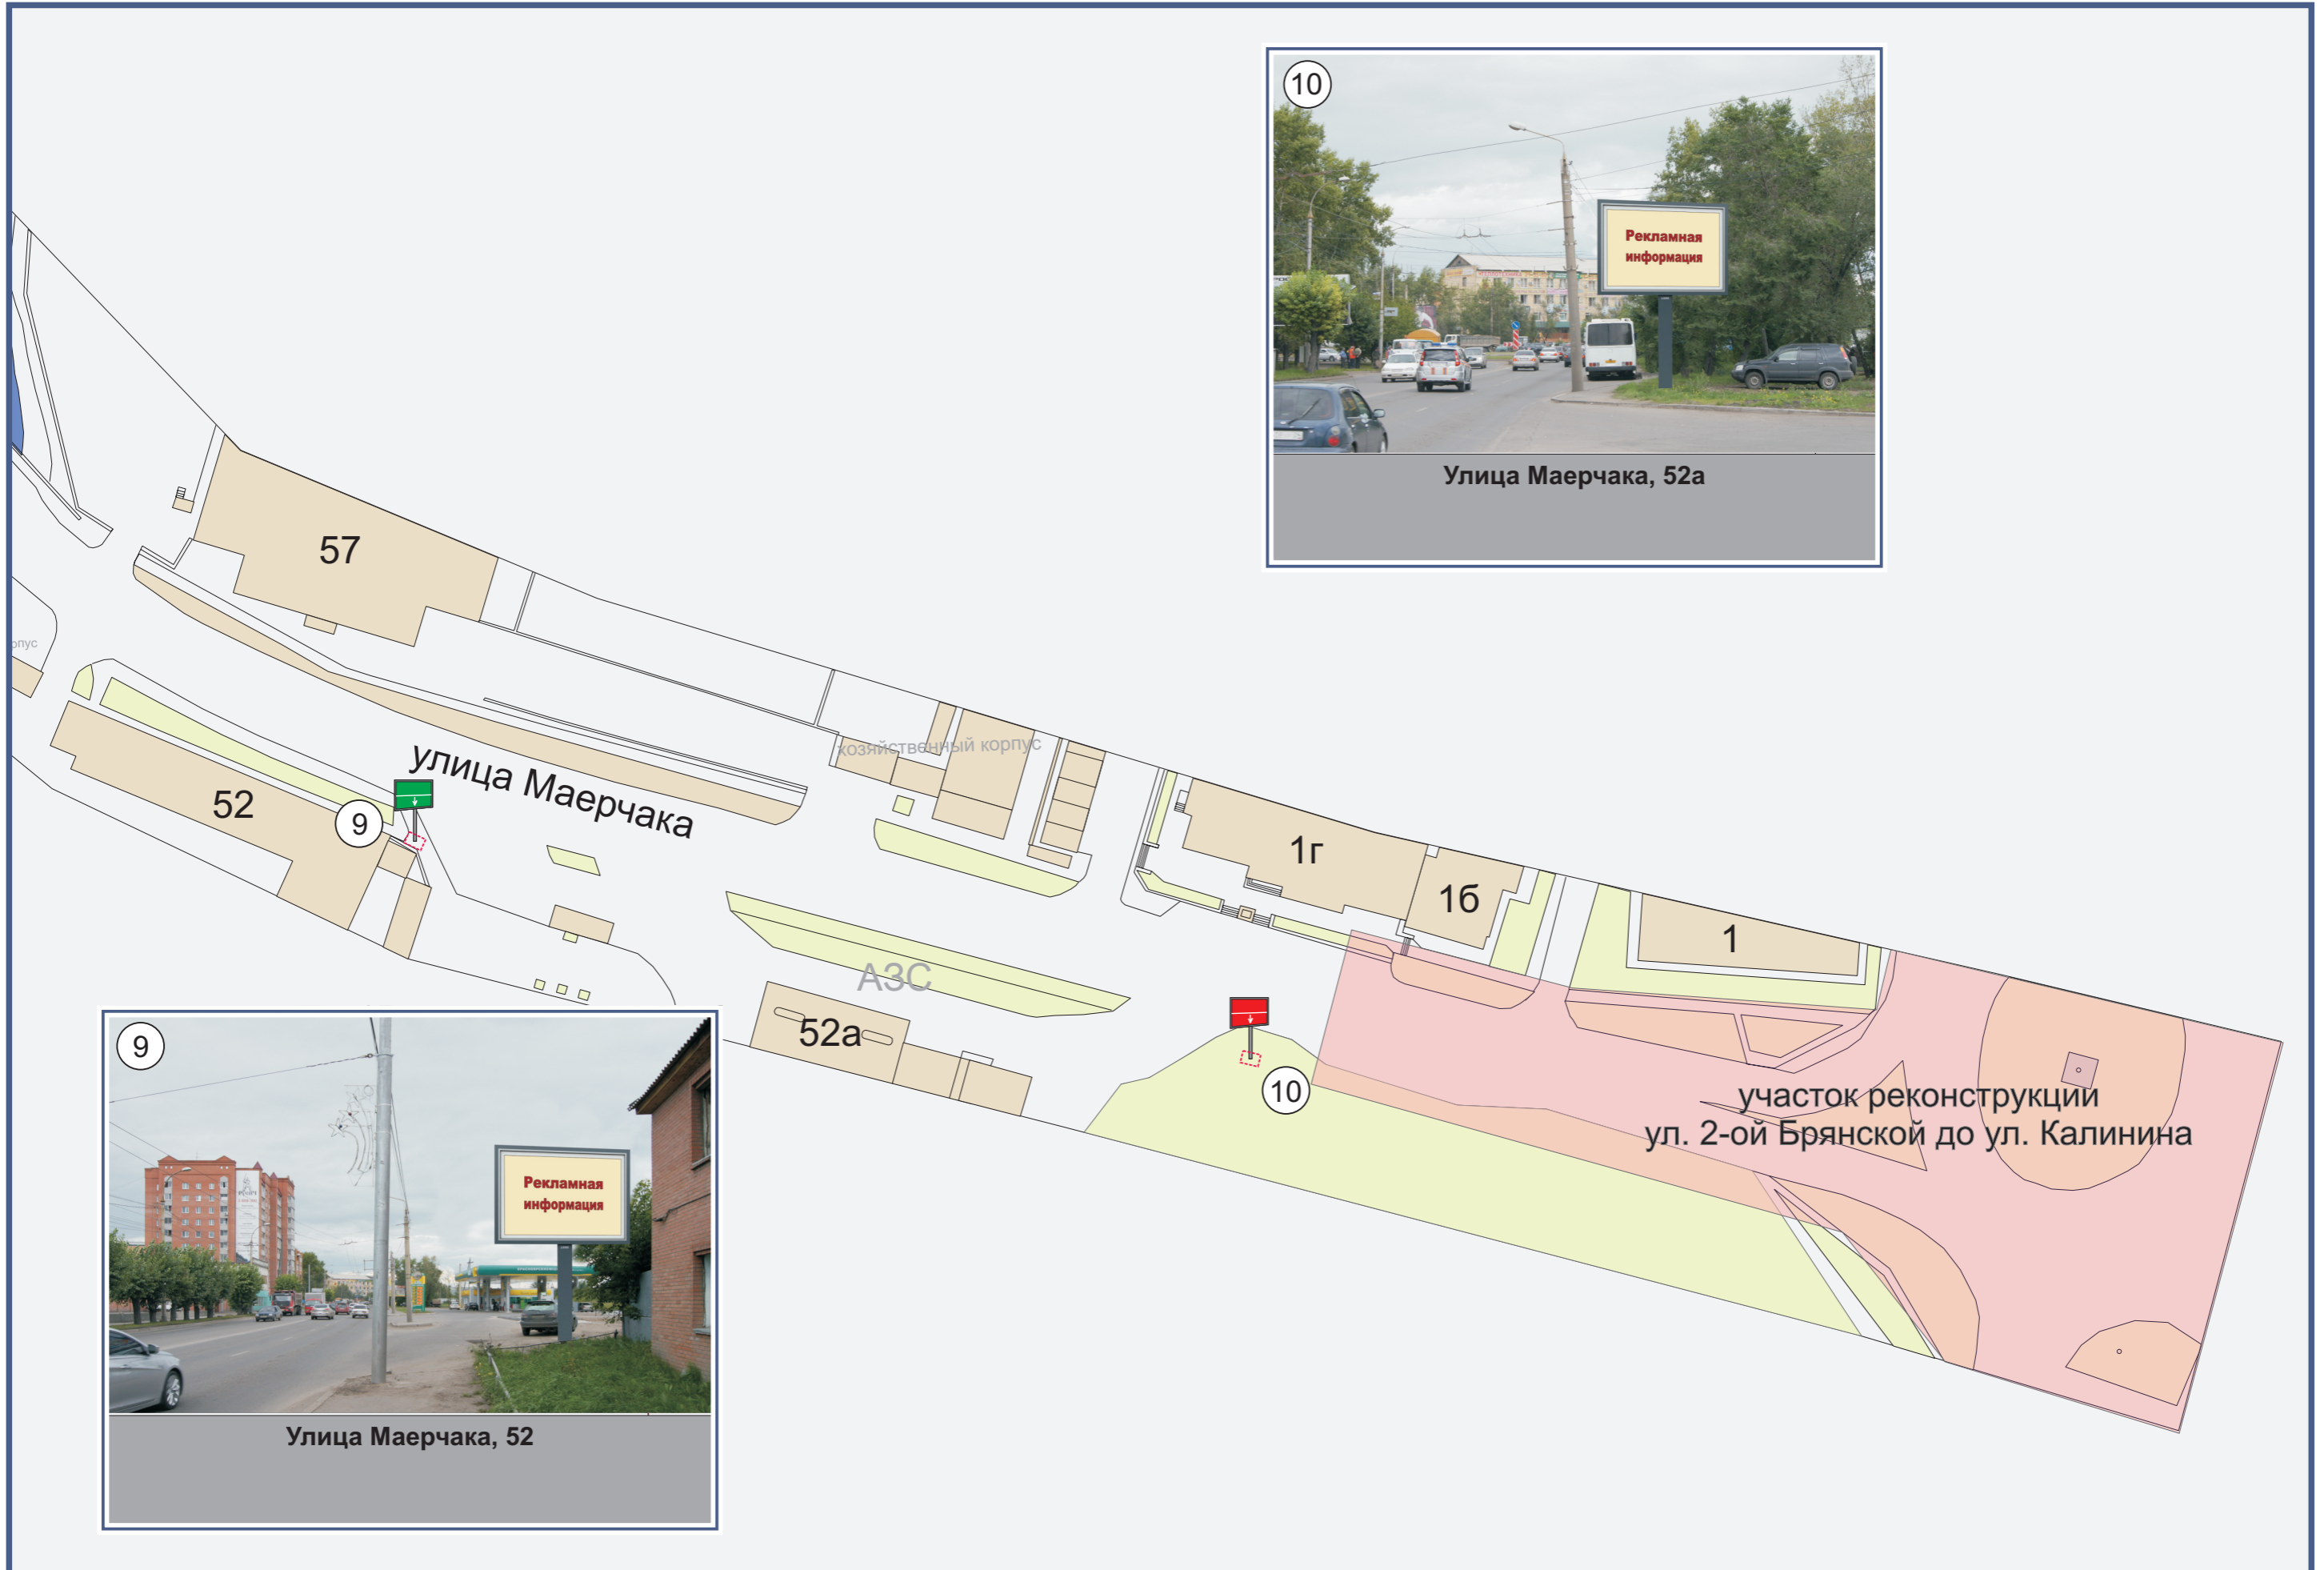 10
Рекламная
информация
Улица Маерчака, 52а
57
улица Маерчака
хозяйственный корпус
52
9
1г
1б
1
АЗС
52а
10
участок реконструкции
ул. 2-ой Брянской до ул. Калинина
9
Рекламная
информация
Улица Маерчака, 52